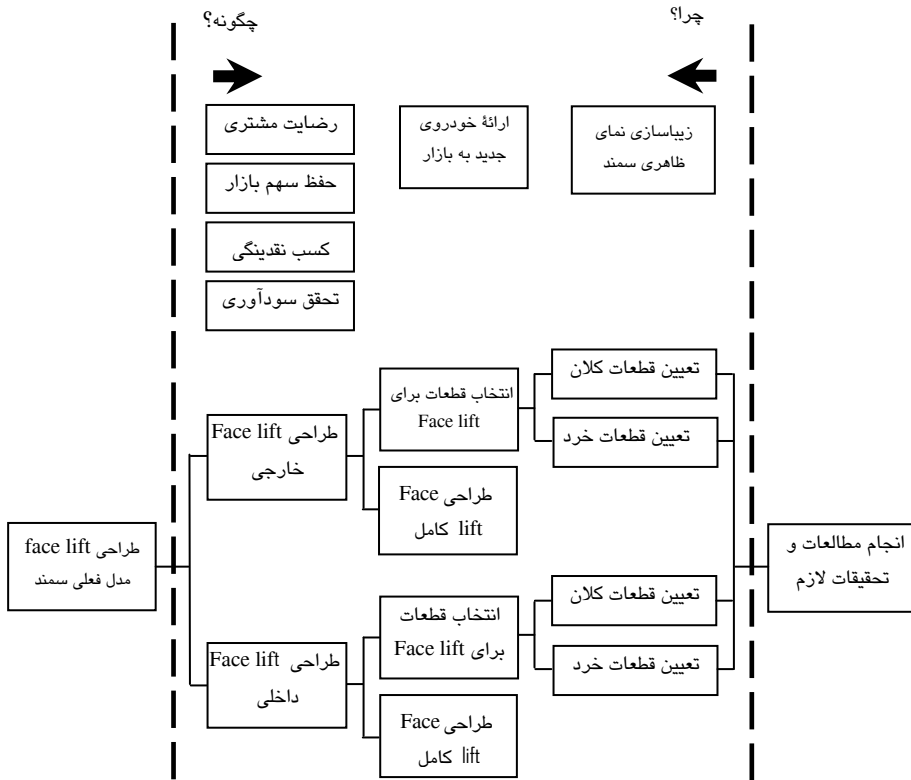 چگونه؟
چرا؟
رضایت مشتری
حفظ سهم بازار
کسب نقدینگی
تحقق سودآوری
ارائهٔ خودروی
جدید به بازار
زیباسازی نمای
ظاهری سمند
طراحی face lift
مدل فعلی سمند
طراحی Face lift
خارجی
انتخاب قطعات برای
Face lift
تعیین قطعات کلان
تعیین قطعات خرد
طراحی Face
lift کامل
طراحی Face lift
داخلی
انتخاب قطعات
برای Face lift
تعیین قطعات کلان
تعیین قطعات خرد
طراحی Face
lift کامل
انجام مطالعات و
تحقیقات لازم